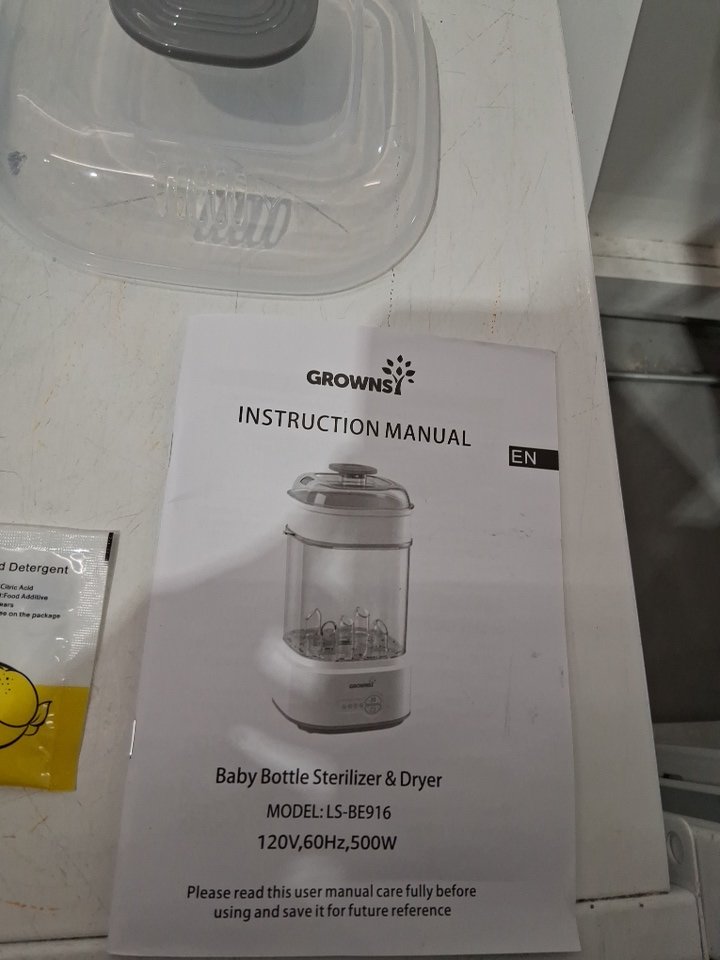 GROWNSY
INSTRUCTION MANUAL
EN
GROWNSY
Baby Bottle Sterilizer & Dryer
MODEL: LS-BE916
120V,60Hz,500W
Please read this user manual care fully before
using and save it for future reference
d Detergent
Citric Acid
:Food Additive
ears
se on the package